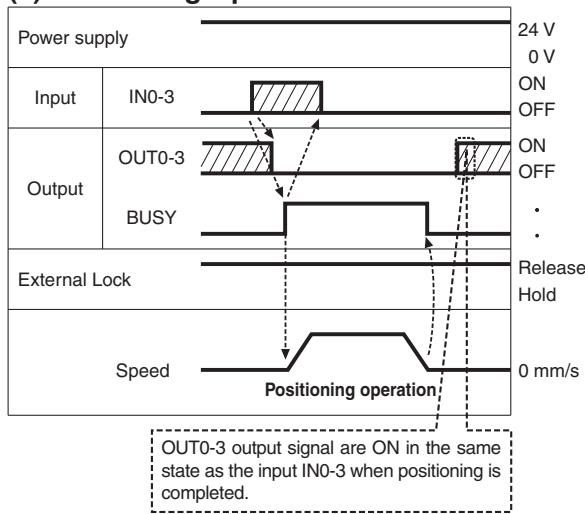 Power supply
24 V
0 V
Input
IN0-3
ON
OFF
Output
OUT0-3
ON
OFF
BUSY
External Lock
Release
Hold
Speed
0 mm/s
Positioning operation
OUT0-3 output signal are ON in the same
state as the input IN0-3 when positioning is
completed.